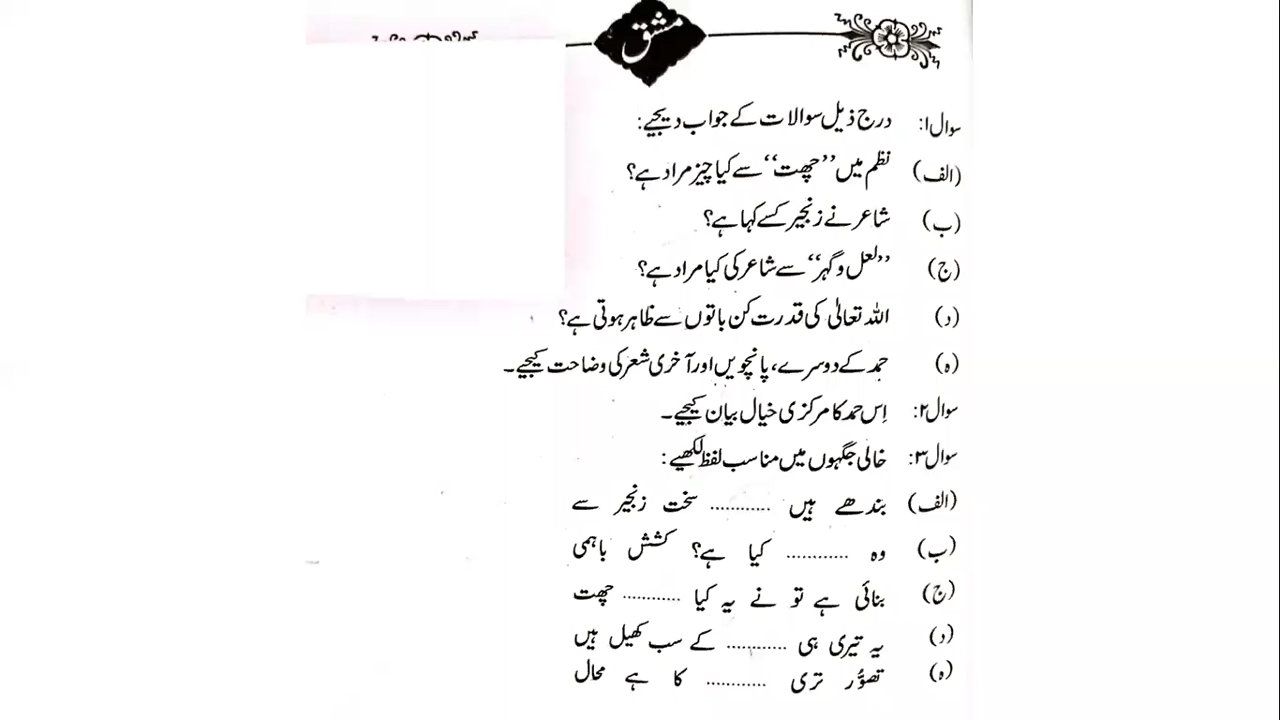 مشق
سوال۱: درج ذیل سوالات کے جواب دیجیے:
(الف) نظم میں ’’چھت‘‘ سے کیا چیز مراد ہے؟
(ب) شاعر نے زنجیر کسے کہا ہے؟
(ج) ’’لعل و گہر‘‘ سے شاعر کی کیا مراد ہے؟
(د) اللہ تعالیٰ کی قدرت کن باتوں سے ظاہر ہوتی ہے؟
(ہ) حمد کے دوسرے، پانچویں اور آخری شعر کی وضاحت کیجیے۔
سوال۲: اِس حمد کا مرکزی خیال بیان کیجیے۔
سوال۳: خالی جگہوں میں مناسب لفظ لکھیے:
(الف) بندھے ہیں ............ سخت زنجیر سے
(ب) وہ ............ کیا ہے؟ کشش باہمی
(ج) بنائی ہے تو نے یہ کیا ............ چھت
(د) یہ تیری ہی ............ کے سب کھیل ہیں
(ہ) تصوُّر تری ............ کا ہے محال